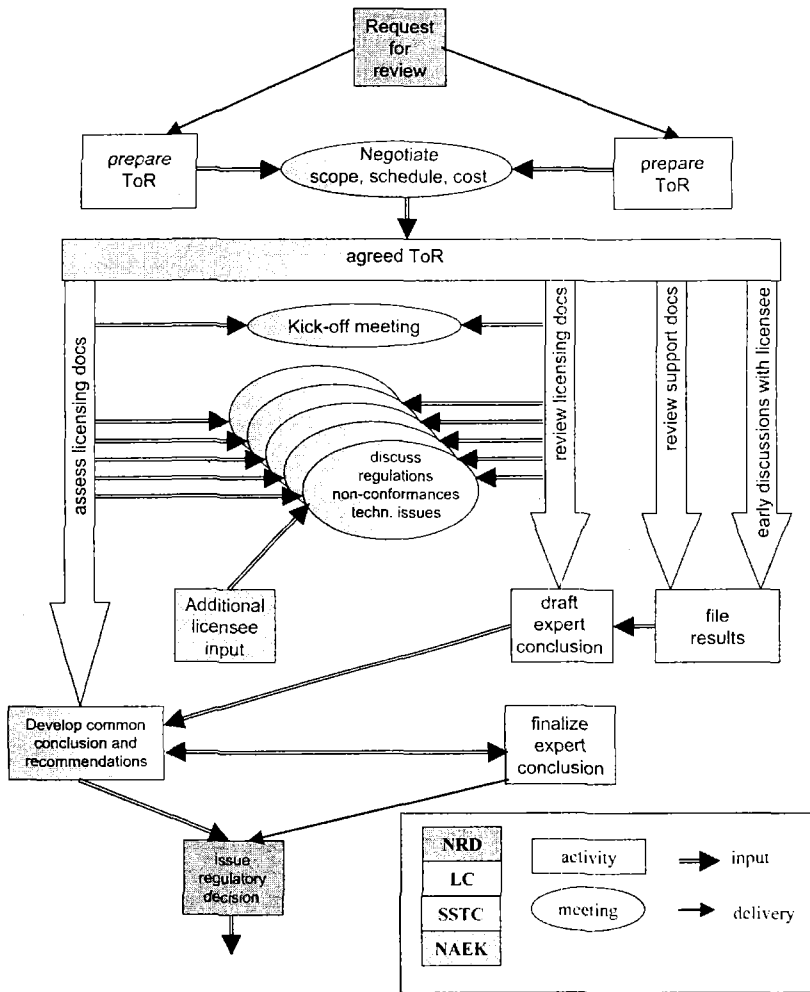 Request
for
review
prepare
ToR
Negotiate
scope, schedule, cost
prepare
ToR
agreed ToR
assess licensing docs
Kick-off meeting
review licensing docs
review support docs
early discussions with licensee
discuss
regulations
non-conformances
techn. issues
Additional
licensee
input
draft
expert
conclusion
file
results
Develop common
conclusion and
recommendations
finalize
expert
conclusion
Issue
regulatory
decision
NRD
LC
SSTC
NAEK
activity
meeting
input
delivery